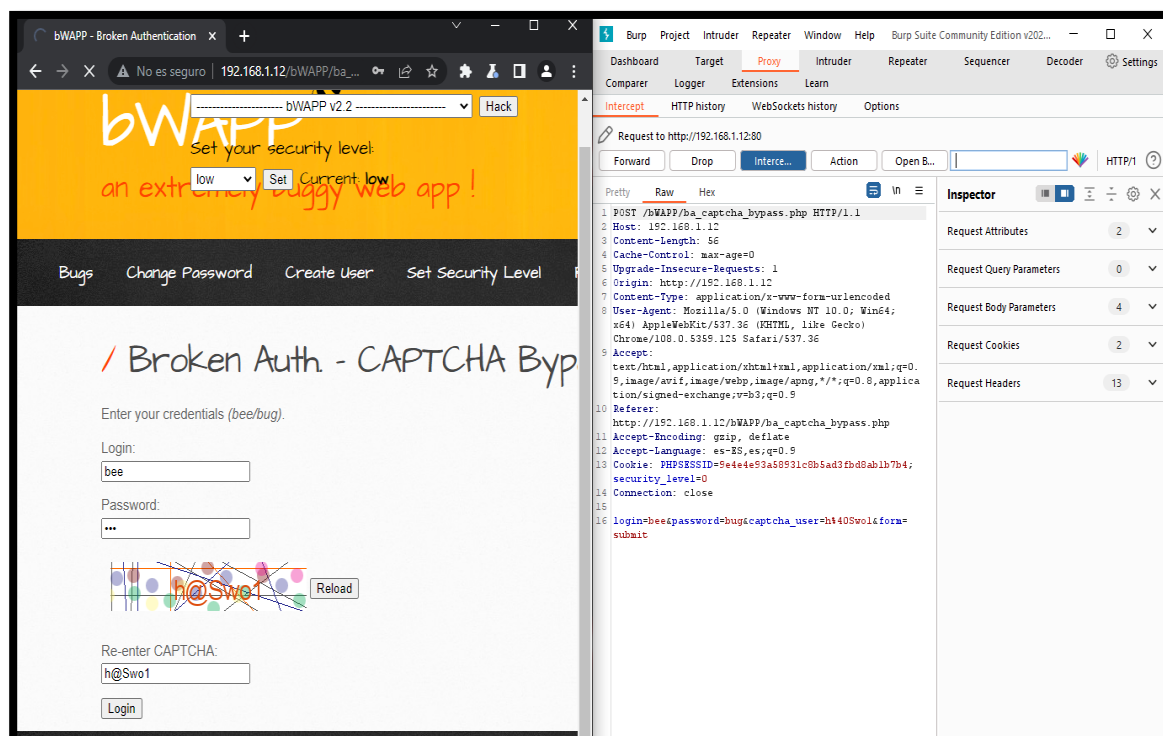 bWAPP - Broken Authentication
No es seguro | 192.168.1.12/bWAPP/ba_...
bWAPP
---------------------- bWAPP v2.2 ----------------------- Hack
Set your security level:
low Set Current: low
an extremely buggy web app !
Bugs Change Password Create User Set Security Level
/ Broken Auth. - CAPTCHA Byp
Enter your credentials (bee/bug).
Login:
bee
Password:
•••
h@Swo1 Reload
Re-enter CAPTCHA:
h@Swo1
Login
Burp Project Intruder Repeater Window Help Burp Suite Community Edition v202...
Dashboard Target Proxy Intruder Repeater Sequencer Decoder Settings
Comparer Logger Extensions Learn
Intercept HTTP history WebSockets history Options
Request to http://192.168.1.12:80
Forward Drop Interce... Action Open B... HTTP/1 ?
Pretty Raw Hex \n Inspector
1 POST /bWAPP/ba_captcha_bypass.php HTTP/1.1
2 Host: 192.168.1.12
3 Content-Length: 56
4 Cache-Control: max-age=0
5 Upgrade-Insecure-Requests: 1
6 Origin: http://192.168.1.12
7 Content-Type: application/x-www-form-urlencoded
8 User-Agent: Mozilla/5.0 (Windows NT 10.0; Win64;
x64) AppleWebKit/537.36 (KHTML, like Gecko)
Chrome/108.0.5359.125 Safari/537.36
9 Accept:
text/html,application/xhtml+xml,application/xml;q=0.
9,image/avif,image/webp,image/apng,*/*;q=0.8,applica
tion/signed-exchange;v=b3;q=0.9
10 Referer:
http://192.168.1.12/bWAPP/ba_captcha_bypass.php
11 Accept-Encoding: gzip, deflate
12 Accept-Language: es-ES,es;q=0.9
13 Cookie: PHPSESSID=9e4e4e93a58931c8b5ad3fbd8ab1b7b4;
security_level=0
14 Connection: close
15
16 login=bee&password=bug&captcha_user=h%40Swo1&form=
submit
Request Attributes 2
Request Query Parameters 0
Request Body Parameters 4
Request Cookies 2
Request Headers 13